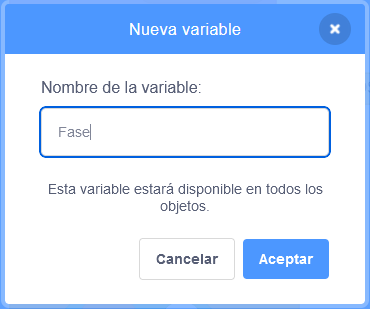 Nueva variable
Nombre de la variable:
Fase
Esta variable estará disponible en todos los
objetos.
Cancelar
Aceptar